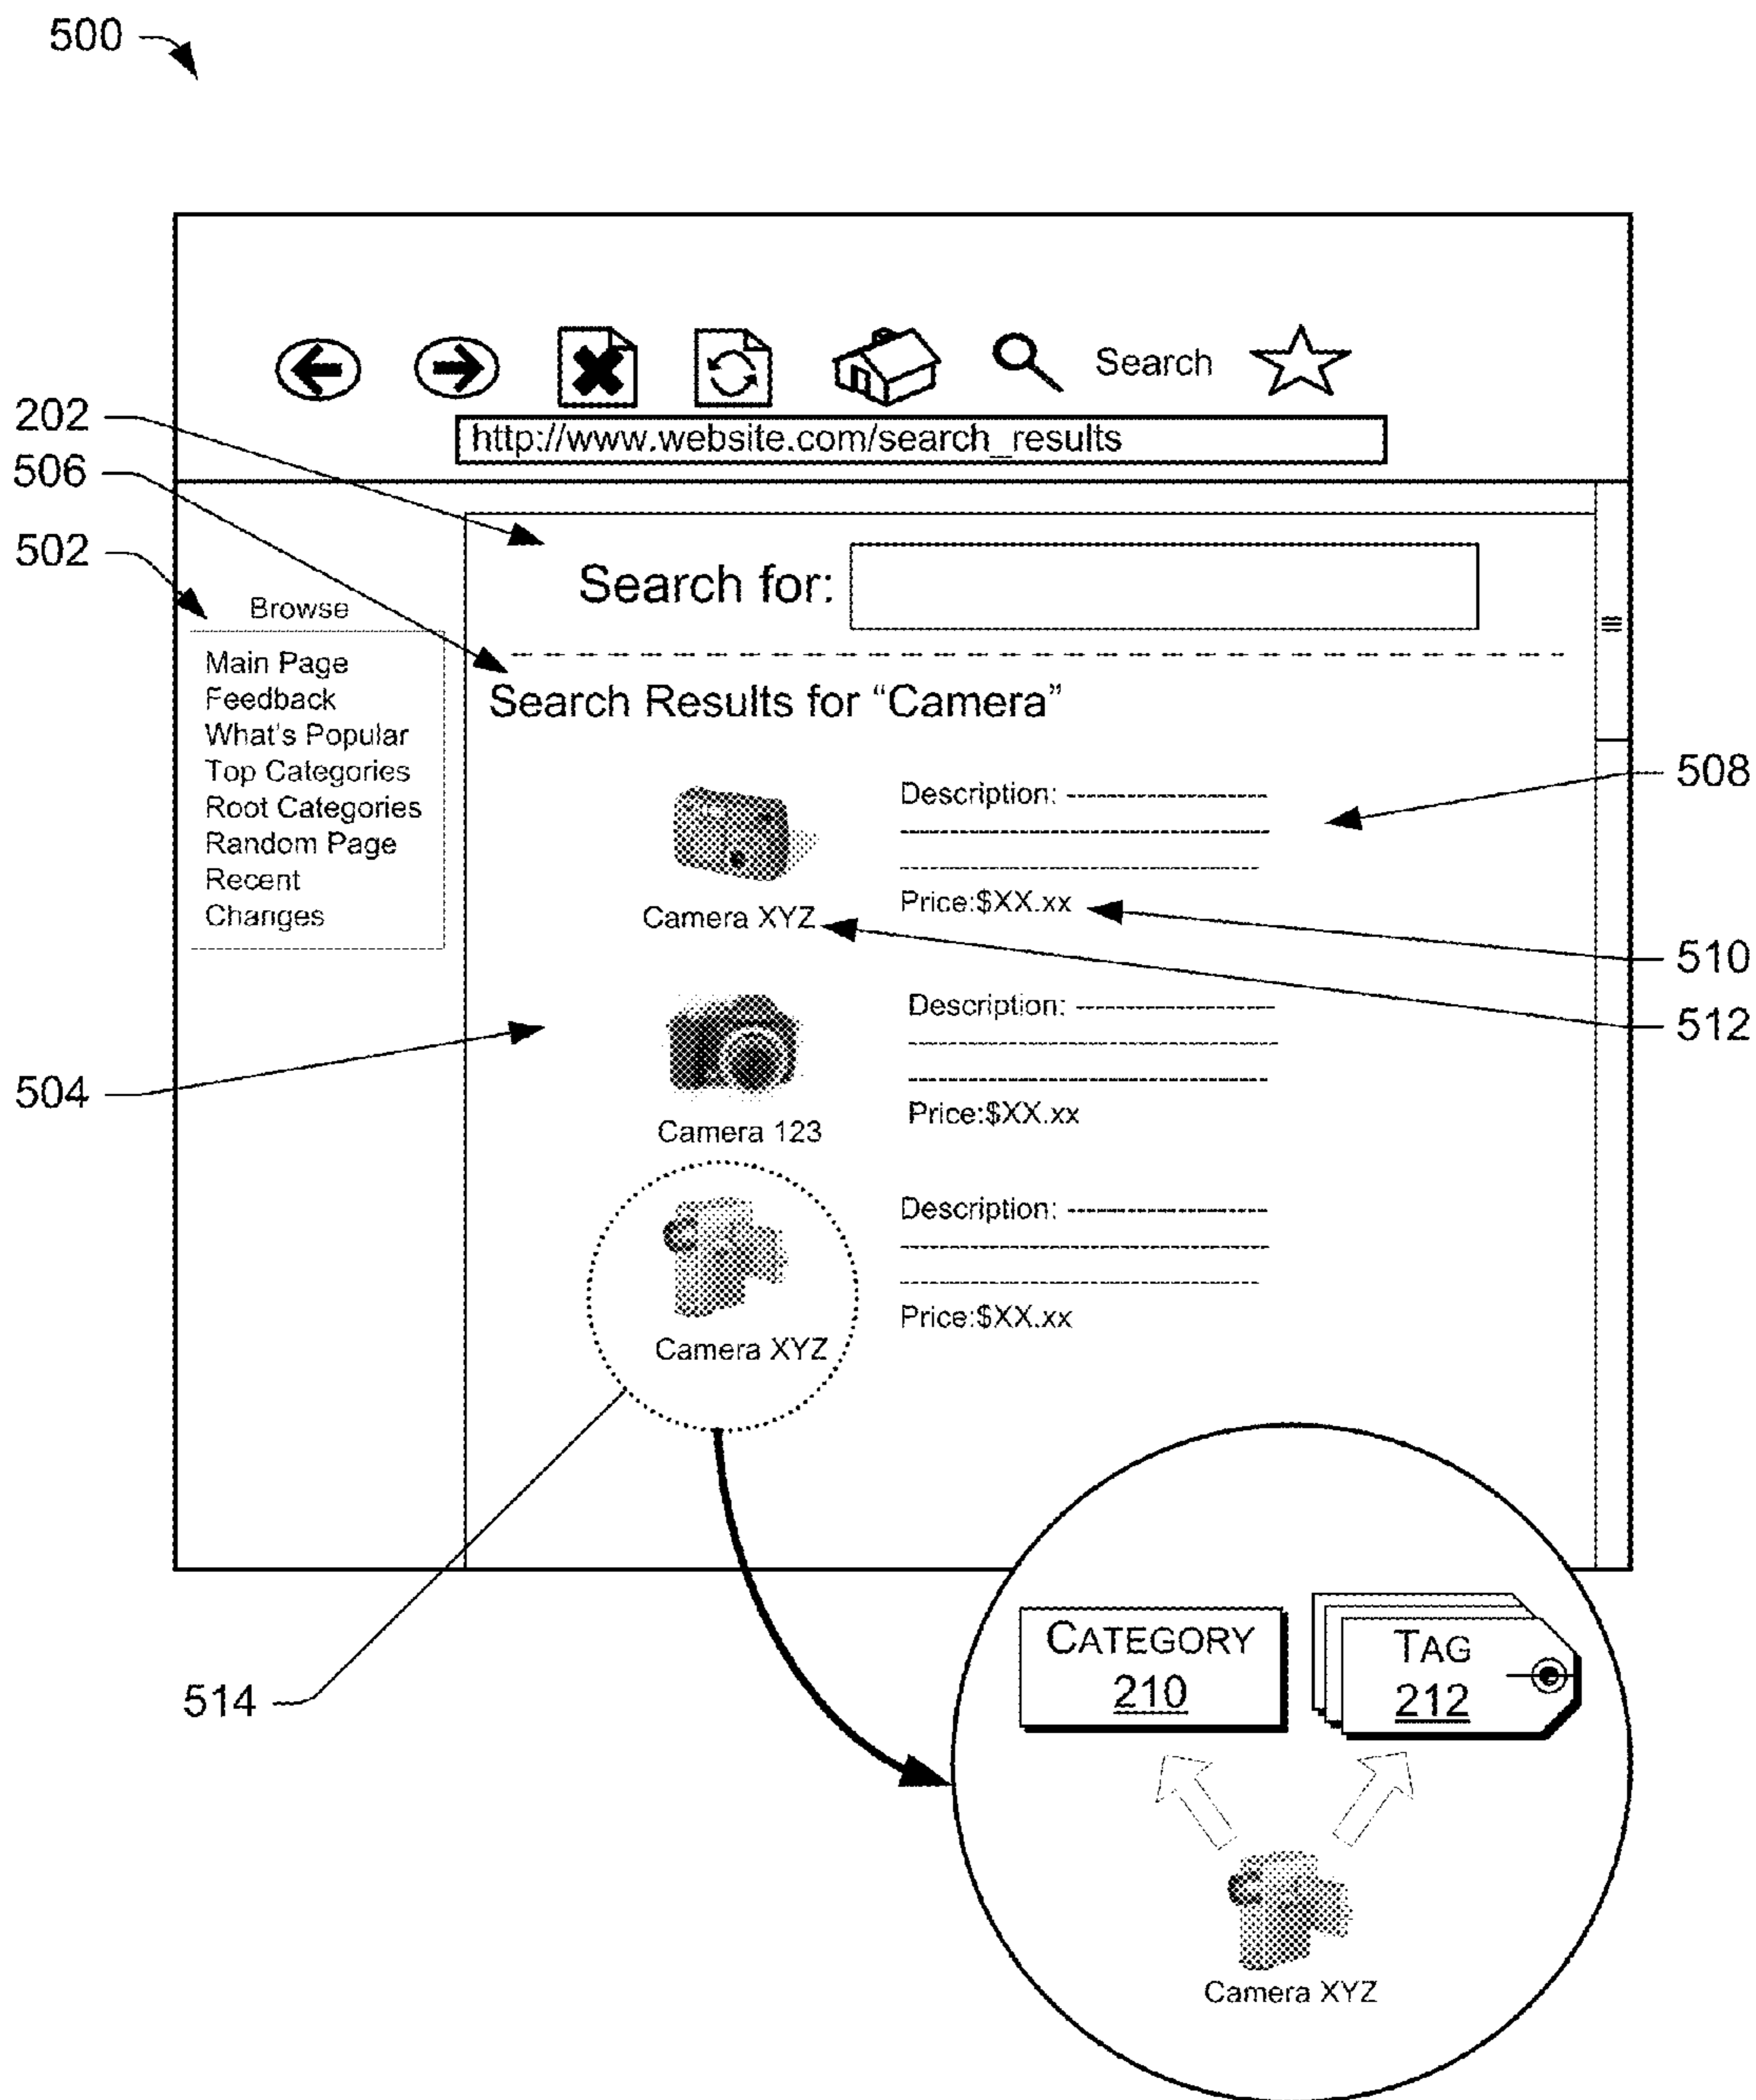 500
Search
202
http://www.website.com/search_results
506
502
Search for:
Browse
Main Page
Feedback
What's Popular
Top Categories
Root Categories
Random Page
Recent
Changes
Search Results for “Camera”
508
Description:
Price:$XX.xx
Camera XYZ
510
512
504
Description:
Price:$XX.xx
Camera 123
Description:
Price:$XX.xx
Camera XYZ
514
CATEGORY
210
TAG
212
Camera XYZ